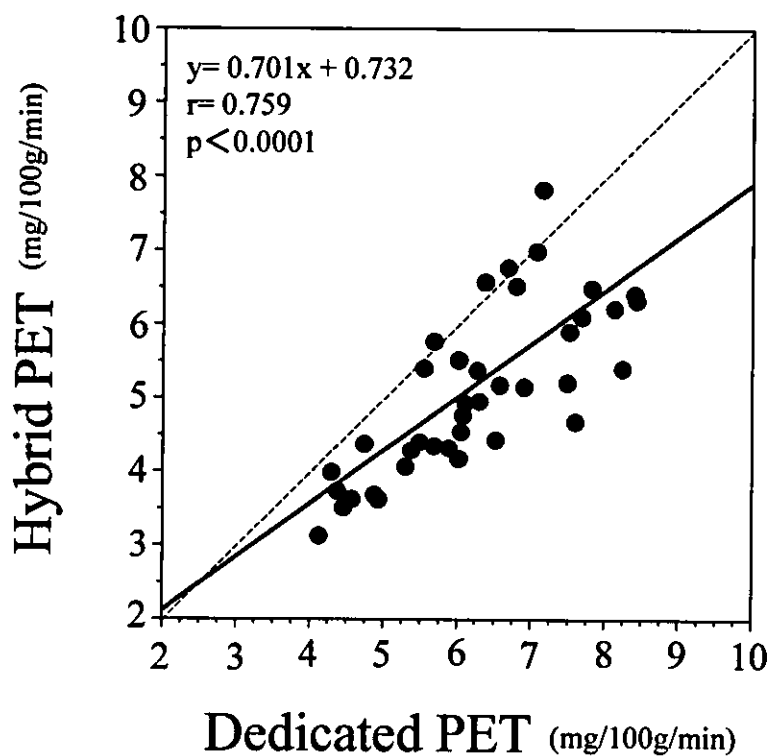 y= 0.701x + 0.732
r= 0.759
p<0.0001
10
9
8
7
6
5
4
3
2
Hybrid PET (mg/100g/min)
2 3 4 5 6 7 8 9 10
Dedicated PET (mg/100g/min)